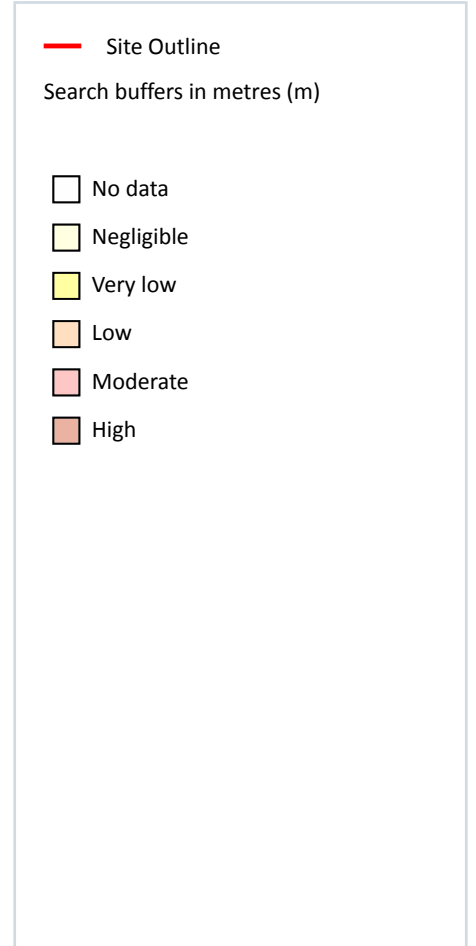 Site Outline
Search buffers in metres (m)
No data
Negligible
Very low
Low
Moderate
High